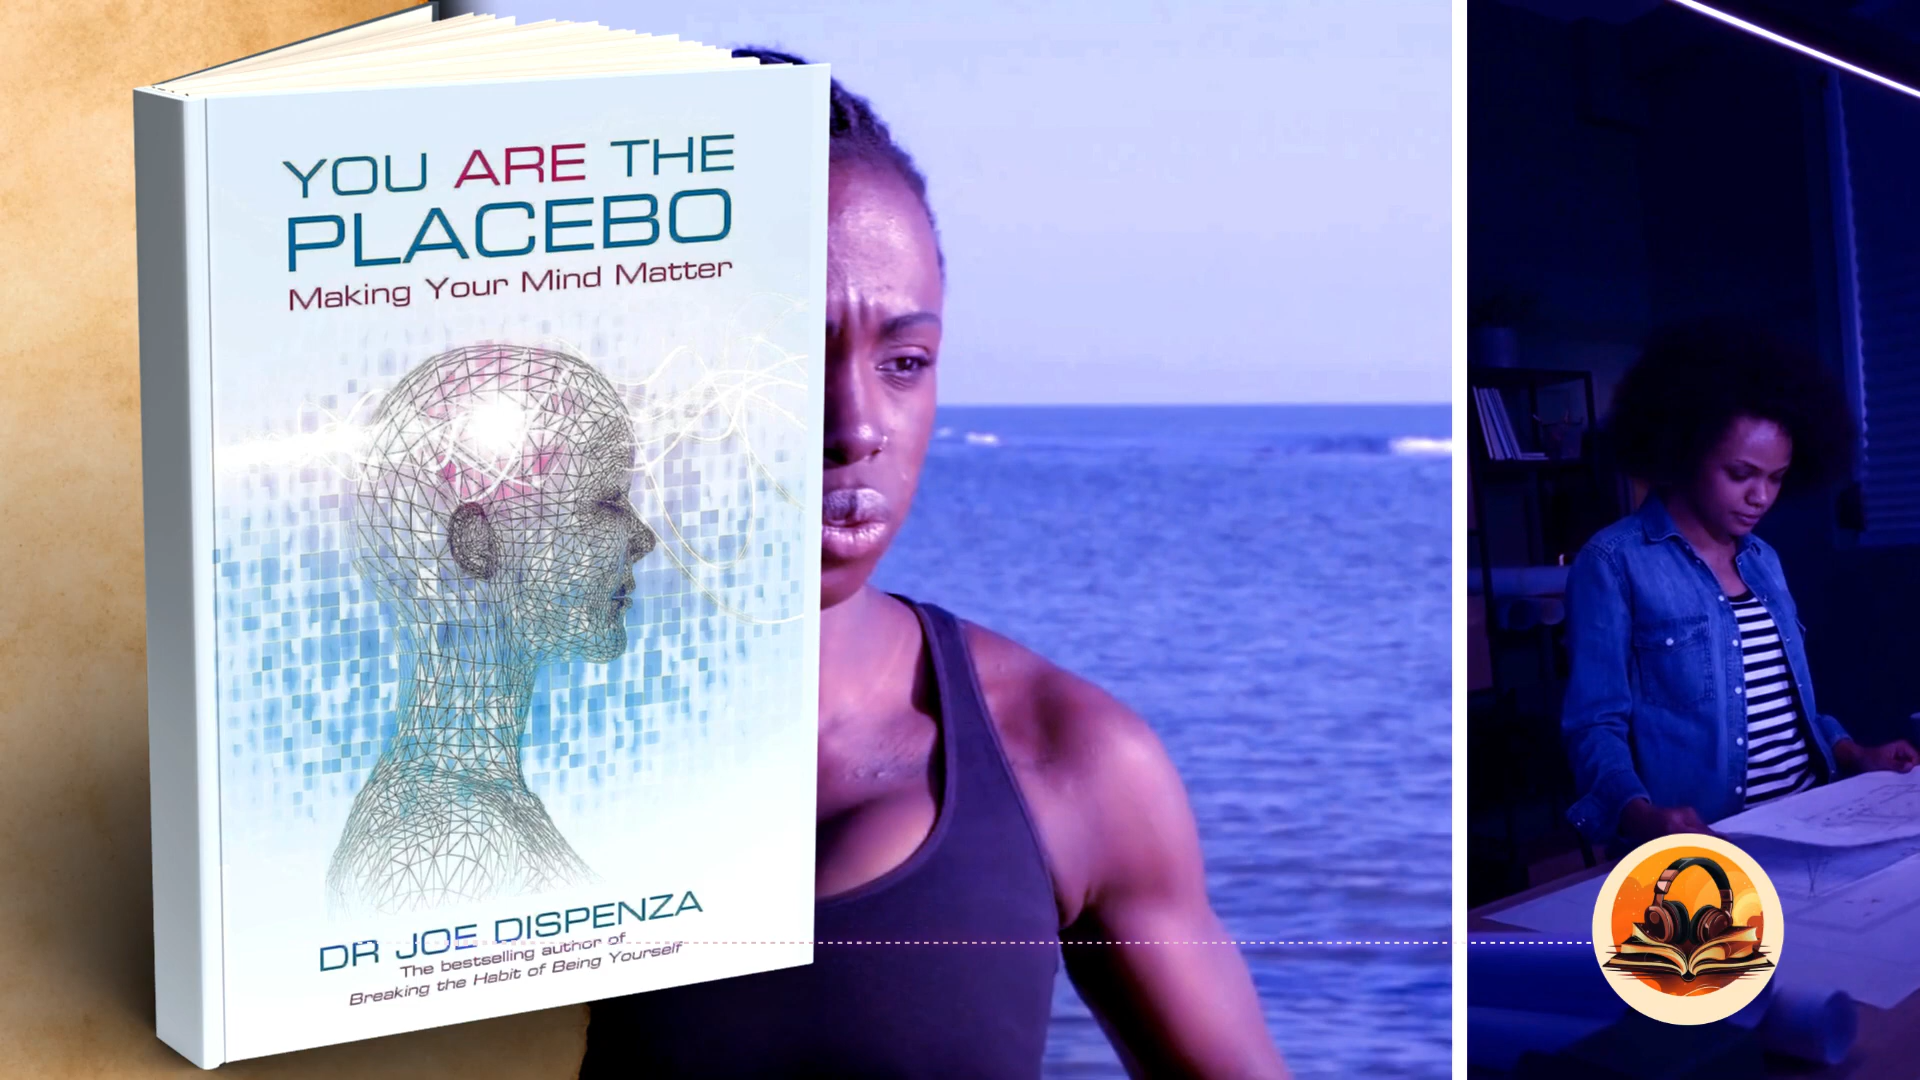 YOU ARE THE
PLACEBO
Making Your Mind Matter
DR JOE DISPENZA
The bestselling author of
Breaking the Habit of Being Yourself